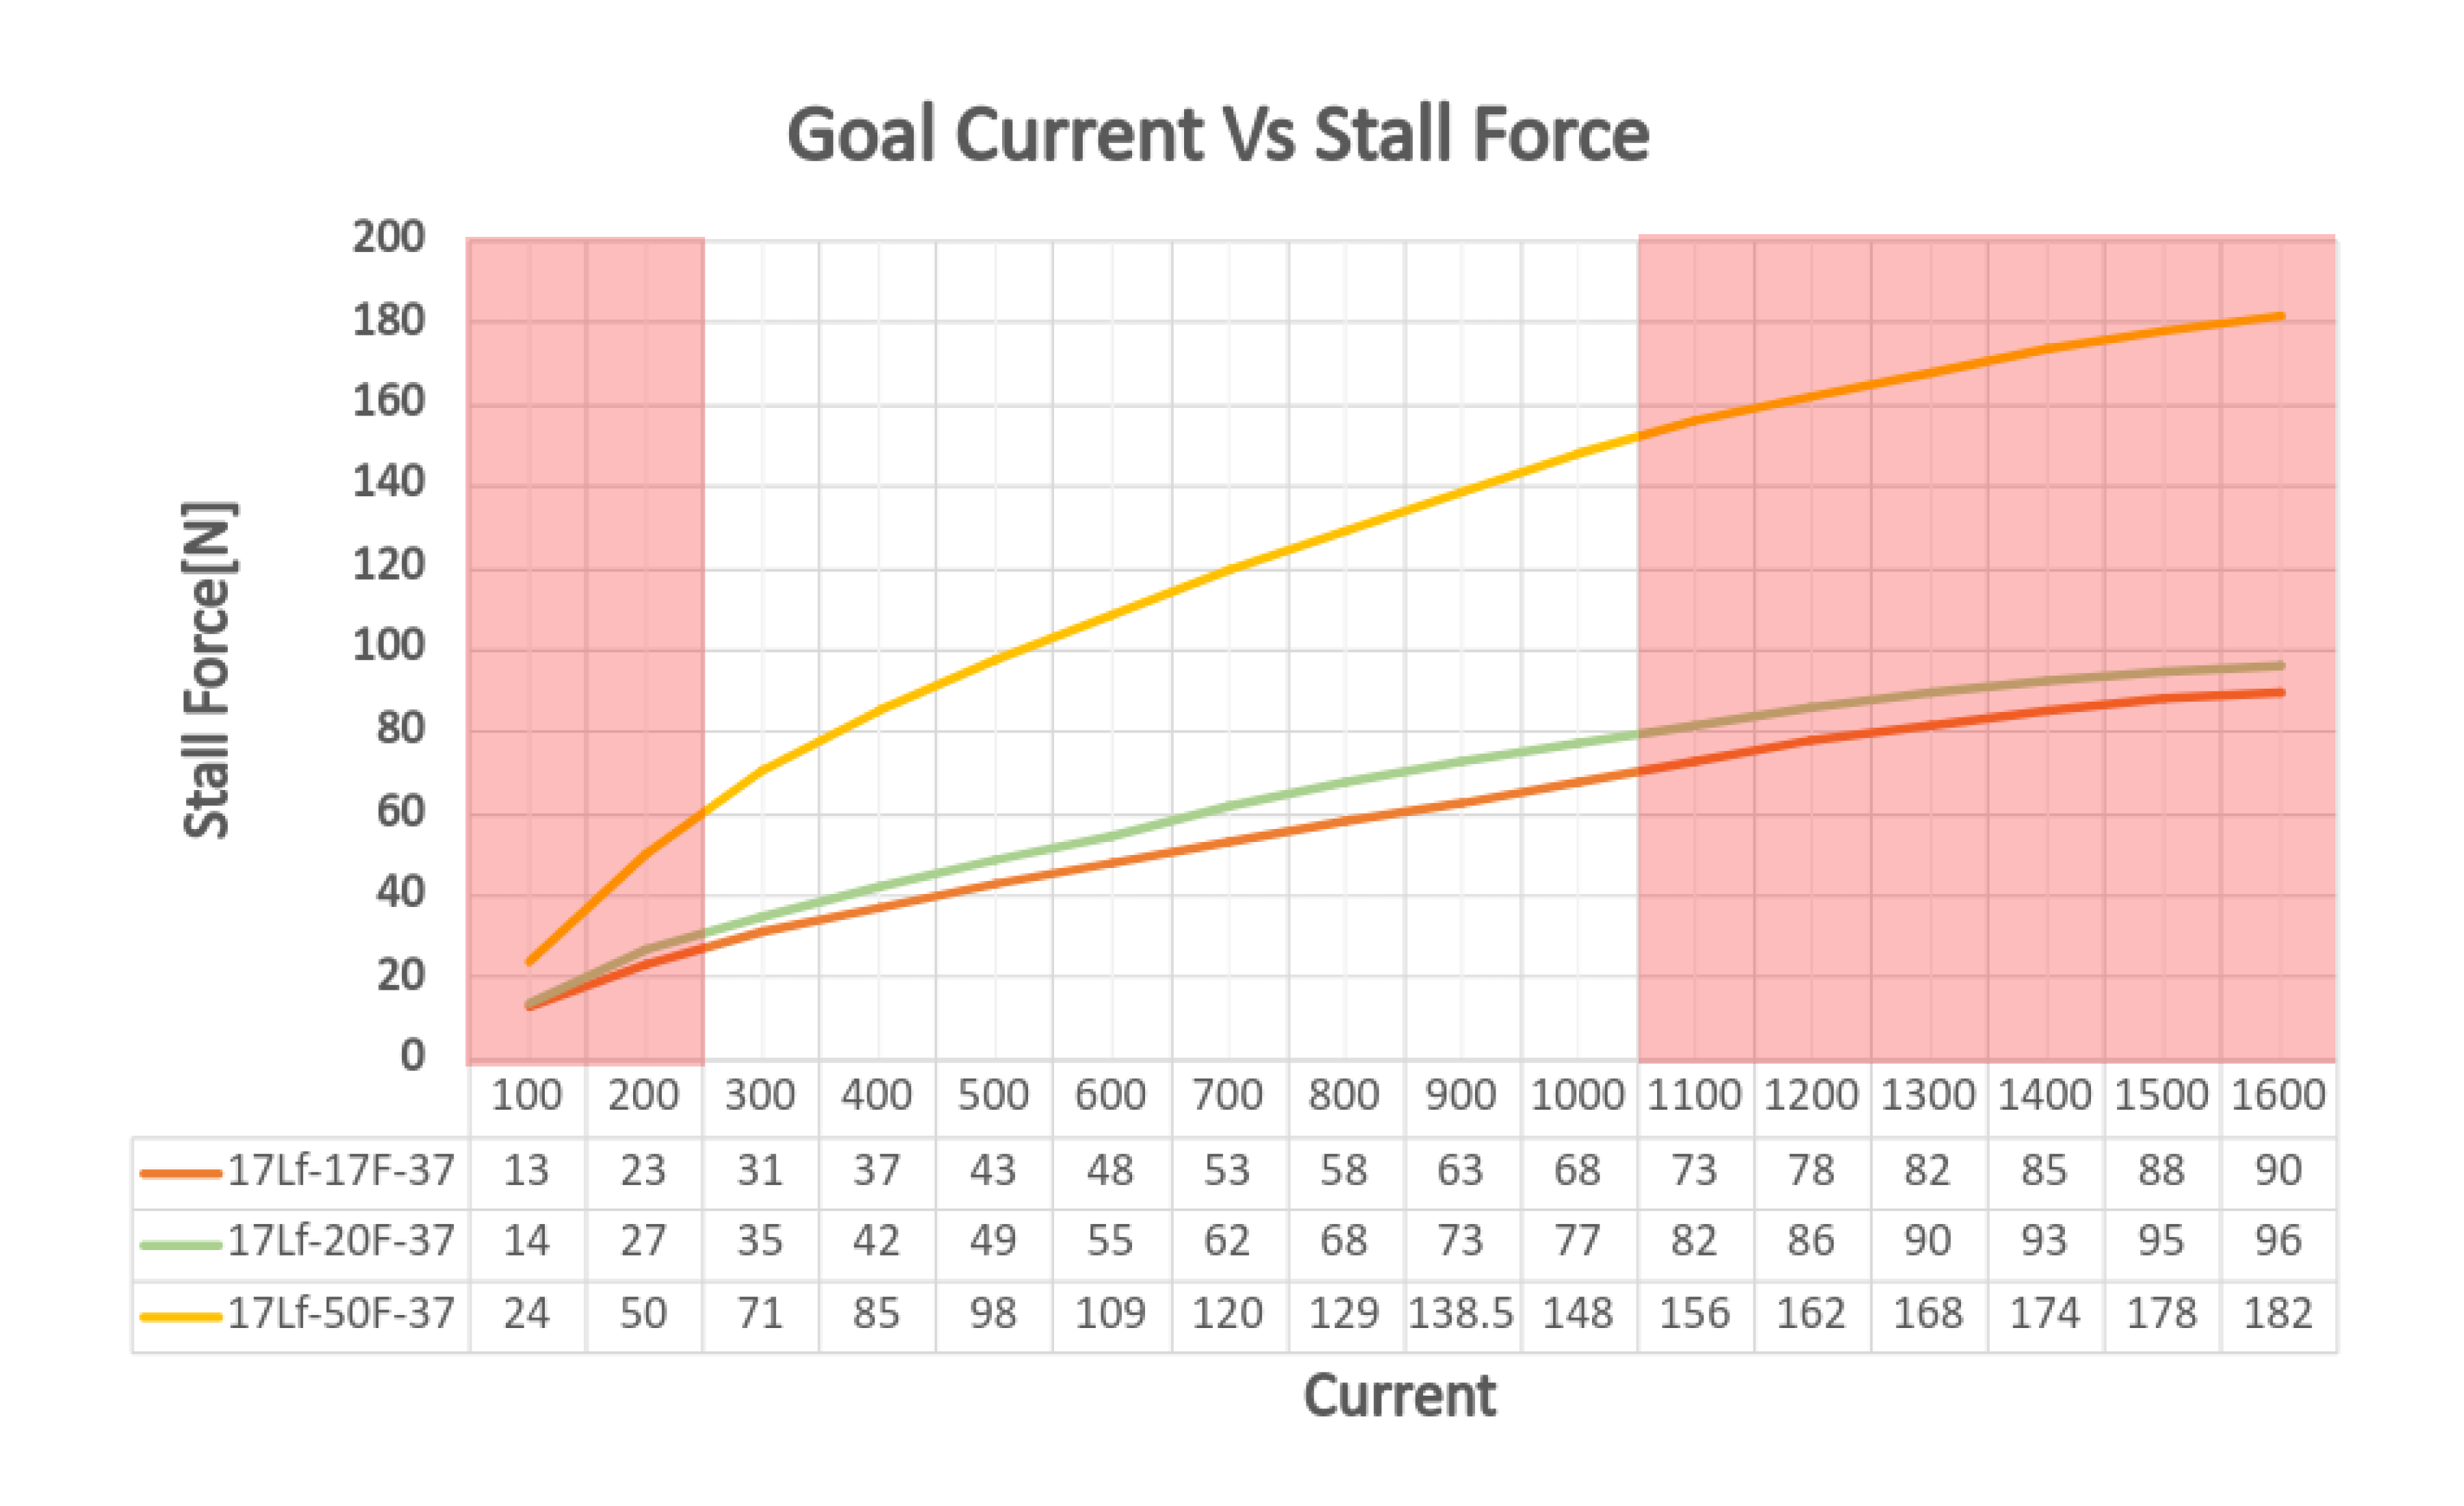 Goal Current Vs Stall Force
Stall Force[N]
200
180
160
140
120
100
80
60
40
20
0
100 200 300 400 500 600 700 800 900 1000 1100 1200 1300 1400 1500 1600
17Lf-17F-37 13 23 31 37 43 48 53 58 63 68 73 78 82 85 88 90
17Lf-20F-37 14 27 35 42 49 55 62 68 73 77 82 86 90 93 95 96
17Lf-50F-37 24 50 71 85 98 109 120 129 138.5 148 156 162 168 174 178 182
Current